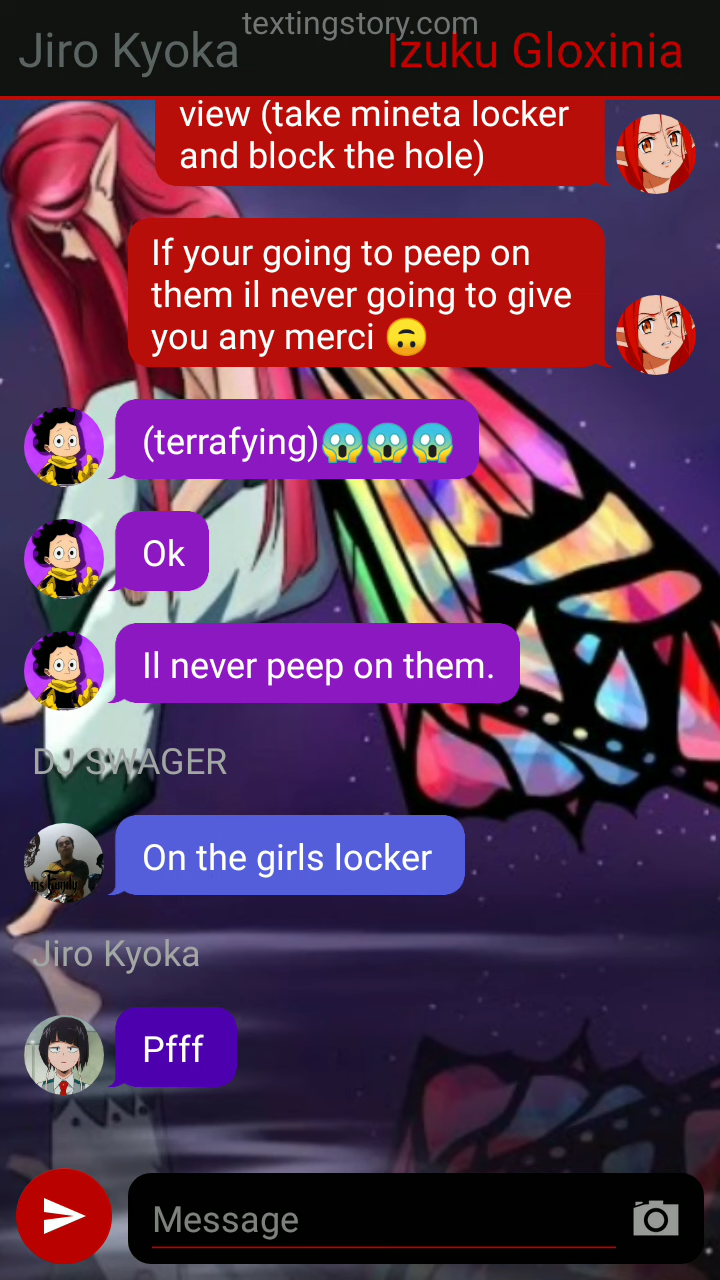 textingstory.com
Jiro Kyoka
Izuku Gloxinia
view (take mineta locker
and block the hole)
If your going to peep on
them il never going to give
you any merci 🙃
(terrafying)😱😱😱
Ok
Il never peep on them.
DJ SWAGER
On the girls locker
Jiro Kyoka
Pfff
Message